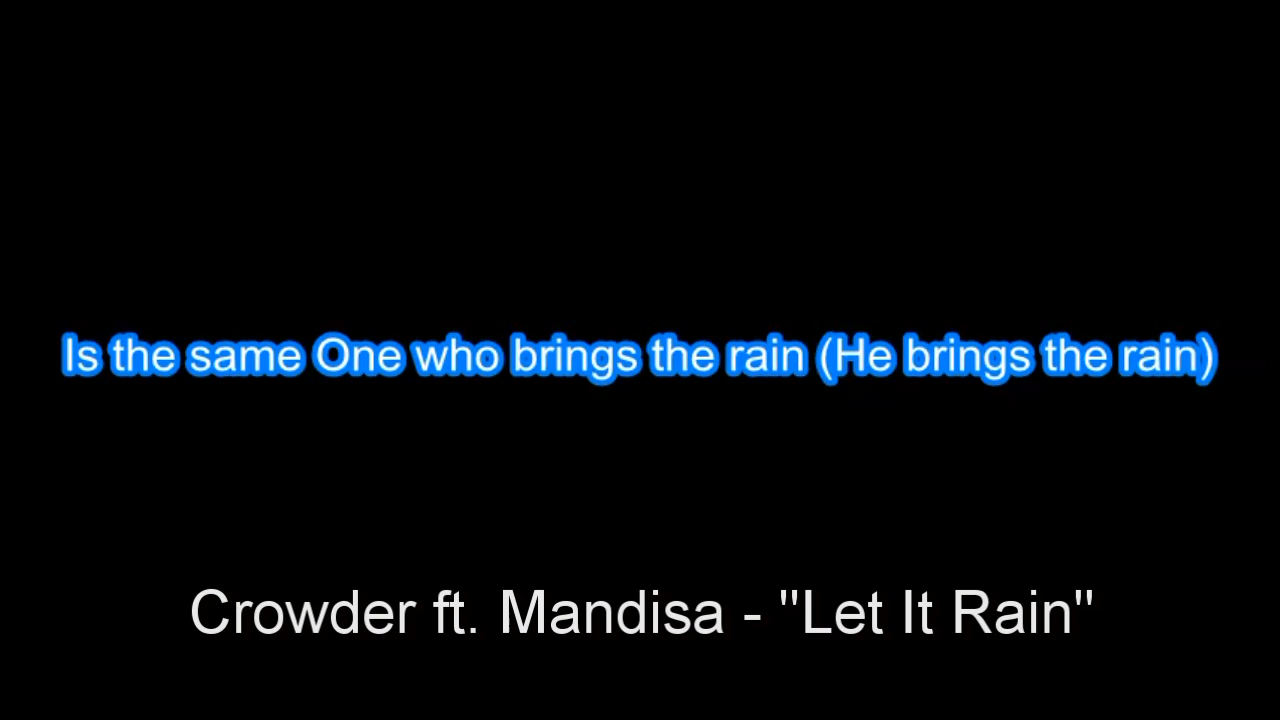 Is the same One who brings the rain (He brings the rain)
Crowder ft. Mandisa - "Let It Rain"